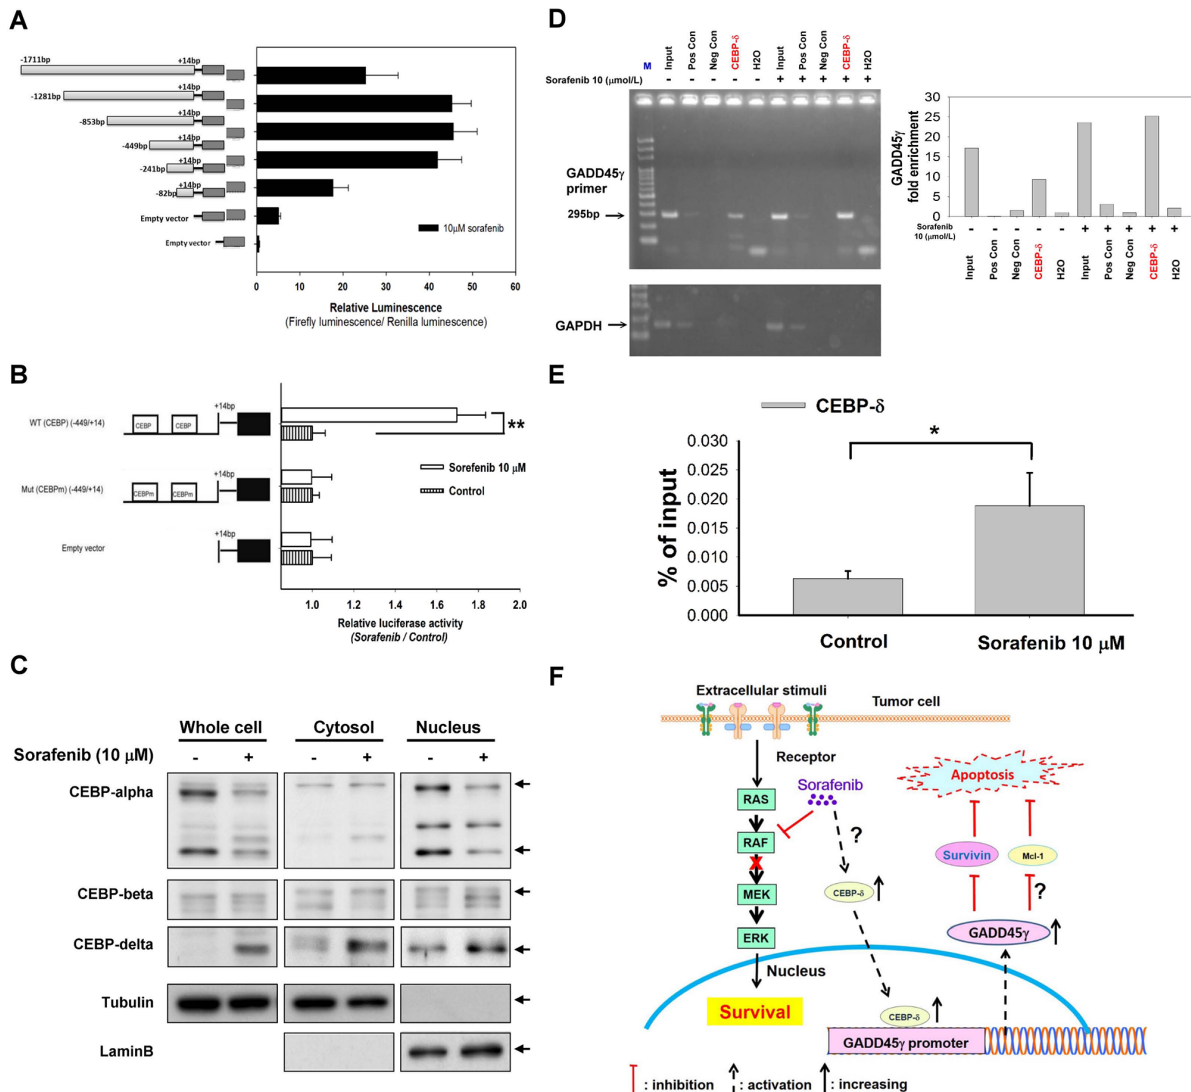 A
-1711bp
+14bp
-1281bp
+14bp
-853bp
+14bp
-449bp
+14bp
-241bp
+14bp
-82bp
+14bp
Empty vector
Empty vector
10μM sorafenib
0 10 20 30 40 50 60
Relative Luminescence
(Firefly luminescence/ Renilla luminescence)
B
WT (CEBP) (-449/+14)
CEBP CEBP
+14bp
**
Mut (CEBPm) (-449/+14)
CEBPm CEBPm
+14bp
Sorefenib 10 μM
Control
Empty vector
+14bp
1.0 1.2 1.4 1.6 1.8 2.0
Relative luciferase activity
(Sorafenib / Control)
C
Whole cell Cytosol Nucleus
Sorafenib (10 μM) - + - + - +
CEBP-alpha
CEBP-beta
CEBP-delta
Tubulin
LaminB
D
M Input Pos Con Neg Con CEBP-δ H2O Input Pos Con Neg Con CEBP-δ H2O
Sorafenib 10 (μmol/L) - - - - - + + + + +
GADD45γ
primer
295bp
GAPDH
GADD45γ
fold enrichment
30
25
20
15
10
5
0
Sorafenib
10 (μmol/L)
- - - - - + + + + +
Input Pos Con Neg Con CEBP-δ H2O Input Pos Con Neg Con CEBP-δ H2O
E
CEBP-δ
*
% of input
0.030
0.025
0.020
0.015
0.010
0.005
0.000
Control Sorafenib 10 μM
F
Extracellular stimuli
Tumor cell
Receptor
Sorafenib
Apoptosis
RAS
?
RAF
X
Survivin
Mcl-1
MEK
CEBP-δ
?
ERK
GADD45γ
Nucleus
Survival
CEBP-δ
GADD45γ promoter
: inhibition : activation : increasing